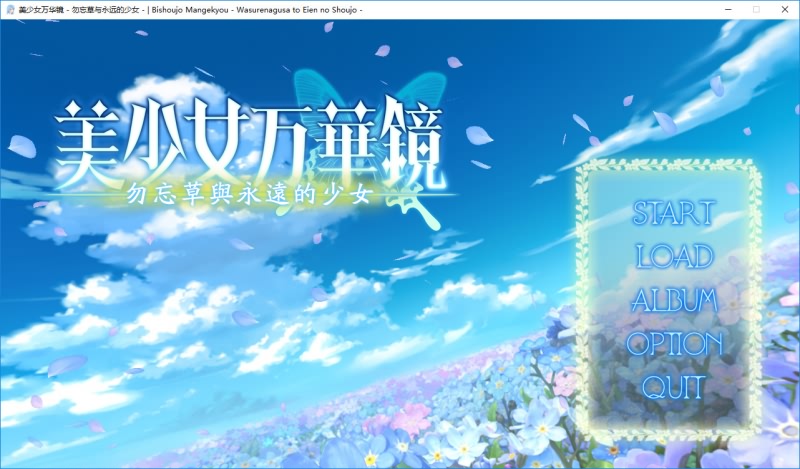 美少女万华镜 - 勿忘草与永远的少女 - | Bishoujo Mangekyou - Wasurenagusa to Eien no Shoujo -
美少女万華鏡
勿忘草與永遠的少女
START
LOAD
ALBUM
OPTION
QUIT